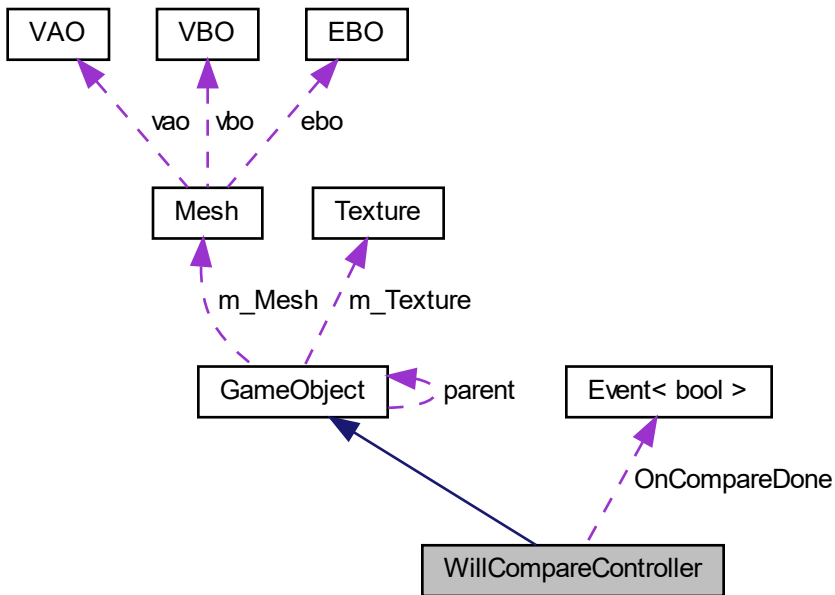 VAO
VBO
EBO
vao
vbo
ebo
Mesh
Texture
m_Mesh
m_Texture
GameObject
parent
Event< bool >
OnCompareDone
WillCompareController